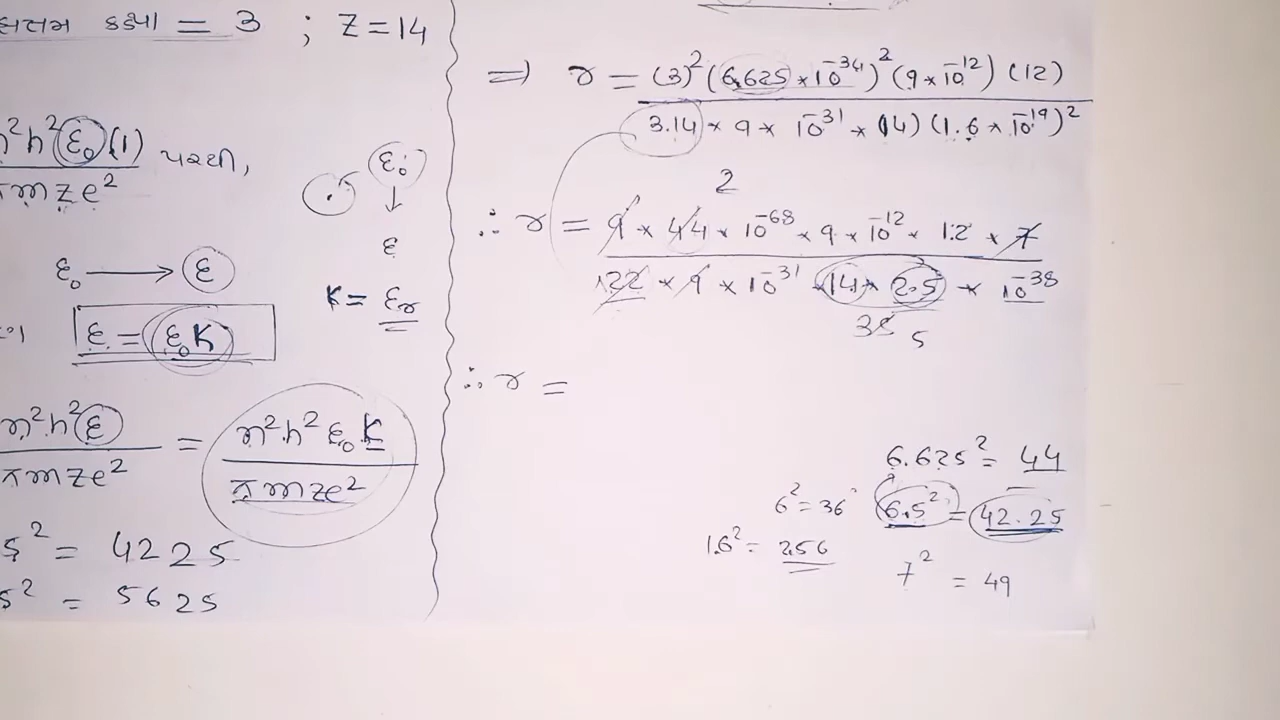 કક્ષા = 3 ; Z = 14
n²h²(ε₀)(1) / πmze² પરથી,
ε₀ → ε
ε₀ ↓ ε
K = εr
ε = ε₀K
n²h²(ε) / πmze² = n²h²ε₀K / πmze²
5² = 4225
5² = 5625
⇒ r = (3)² (6.625 × 10⁻³⁴)² (9 × 10⁻¹²) (12) / 3.14 × 9 × 10⁻³¹ × (14) (1.6 × 10⁻¹⁹)²
2
∴ r = 9 × 44 × 10⁻⁶⁸ × 9 × 10⁻¹² × 12 × 7 / 22 × 9 × 10⁻³¹ × 14 × 2.5 × 10⁻³⁸
35 5
∴ r =
6.625² = 44
6² = 36 6.5² = 42.25
1.6² = 256
7² = 49